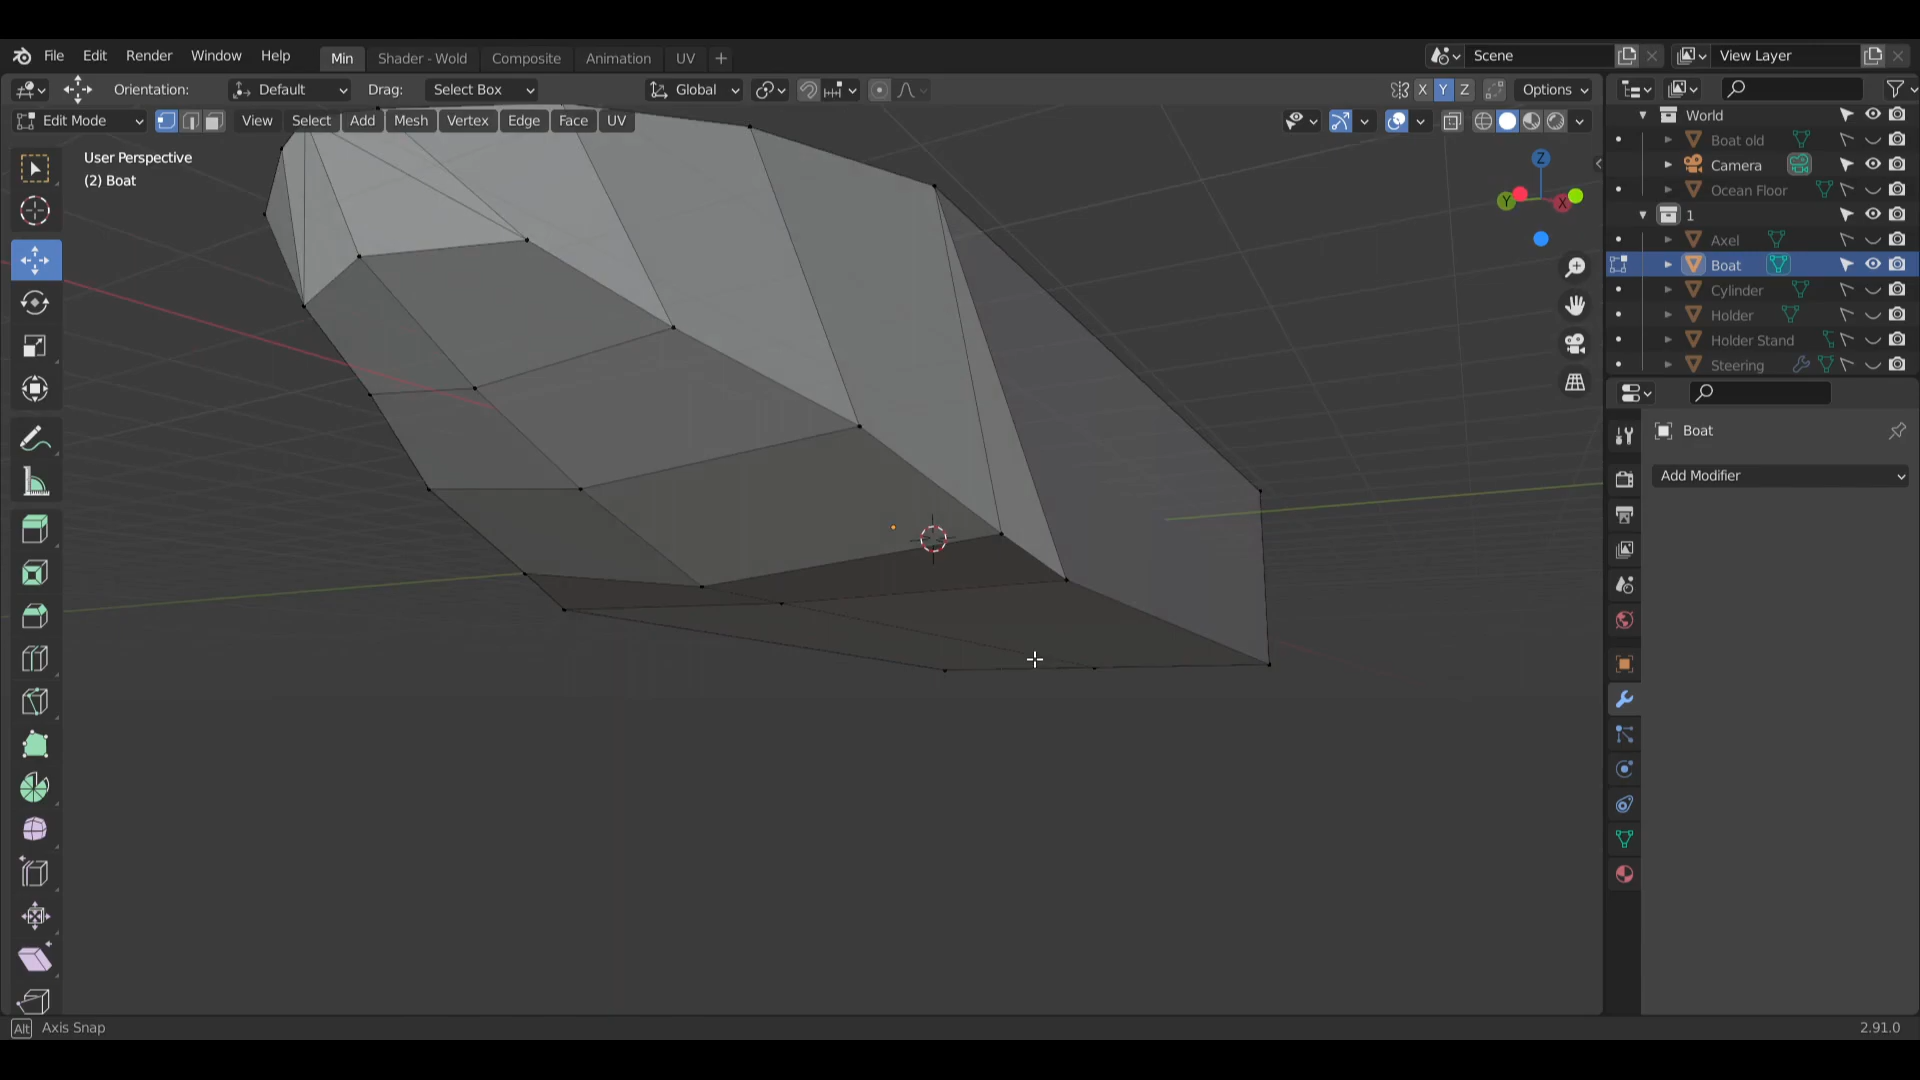 File Edit Render Window Help Min Shader - Wold Composite Animation UV + Scene View Layer
Orientation: Default Drag: Select Box Global X Y Z Options
Edit Mode View Select Add Mesh Vertex Edge Face UV
User Perspective
(2) Boat
Z
Y
X
World
Boat old
Camera
Ocean Floor
1
Axel
Boat
Cylinder
Holder
Holder Stand
Steering
Boat
Add Modifier
Alt Axis Snap
2.91.0